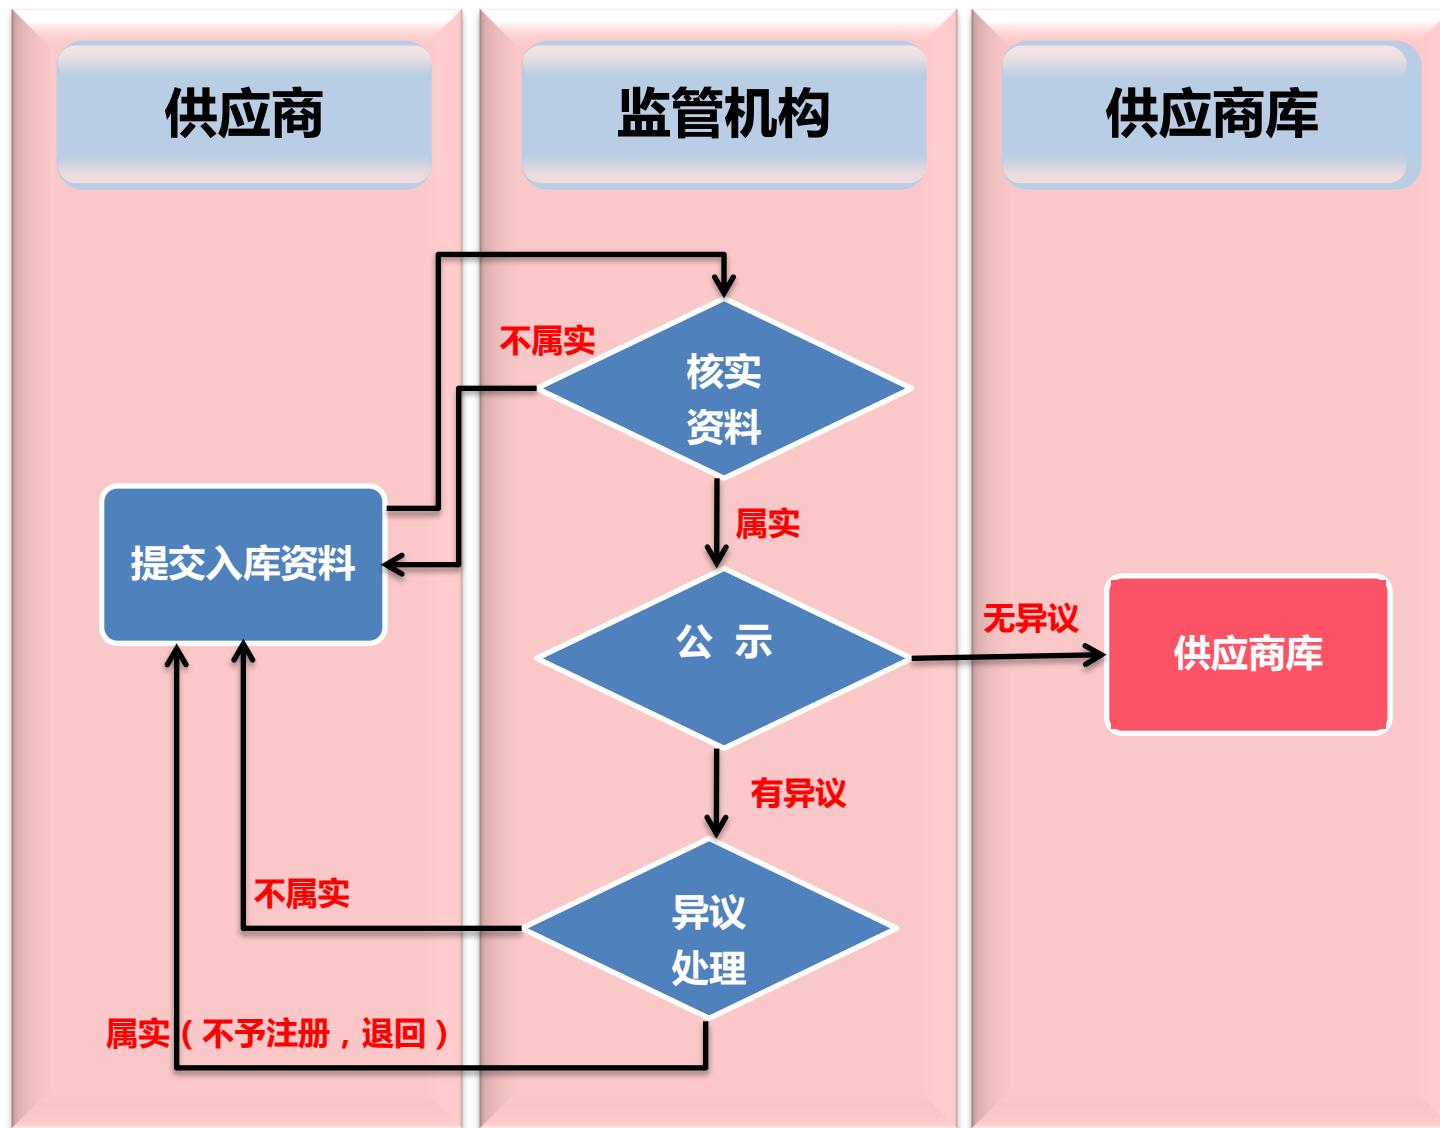 供应商
监管机构
供应商库
不属实
核实
资料
属实
提交入库资料
公 示
无异议
供应商库
有异议
不属实
异议
处理
属实（不予注册，退回）